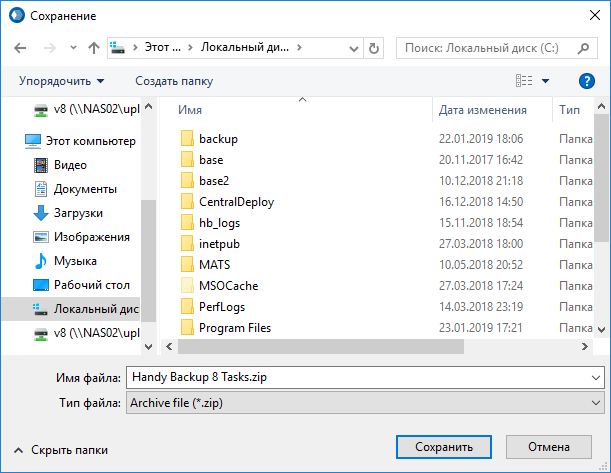 Сохранение
Этот ... Локальный ди... Поиск: Локальный диск (C:)
Упорядочить Создать папку ?
Имя Дата изменения Тип
v8 (\\NAS02\upl
Этот компьютер
Видео
Документы
Загрузки
Изображения
Музыка
Рабочий стол
Локальный дис
v8 (\\NAS02\upl
backup 22.01.2019 18:06 Папка
base 20.11.2017 16:42 Папка
base2 10.12.2018 21:18 Папка
CentralDeploy 16.12.2018 14:50 Папка
hb_logs 15.11.2018 18:54 Папка
inetpub 27.03.2018 18:00 Папка
MATS 10.05.2018 20:52 Папка
MSOCache 27.03.2018 17:24 Папка
PerfLogs 14.03.2018 23:19 Папка
Program Files 23.01.2019 17:21 Папка
Имя файла: Handy Backup 8 Tasks.zip
Тип файла: Archive file (*.zip)
Скрыть папки Сохранить Отмена